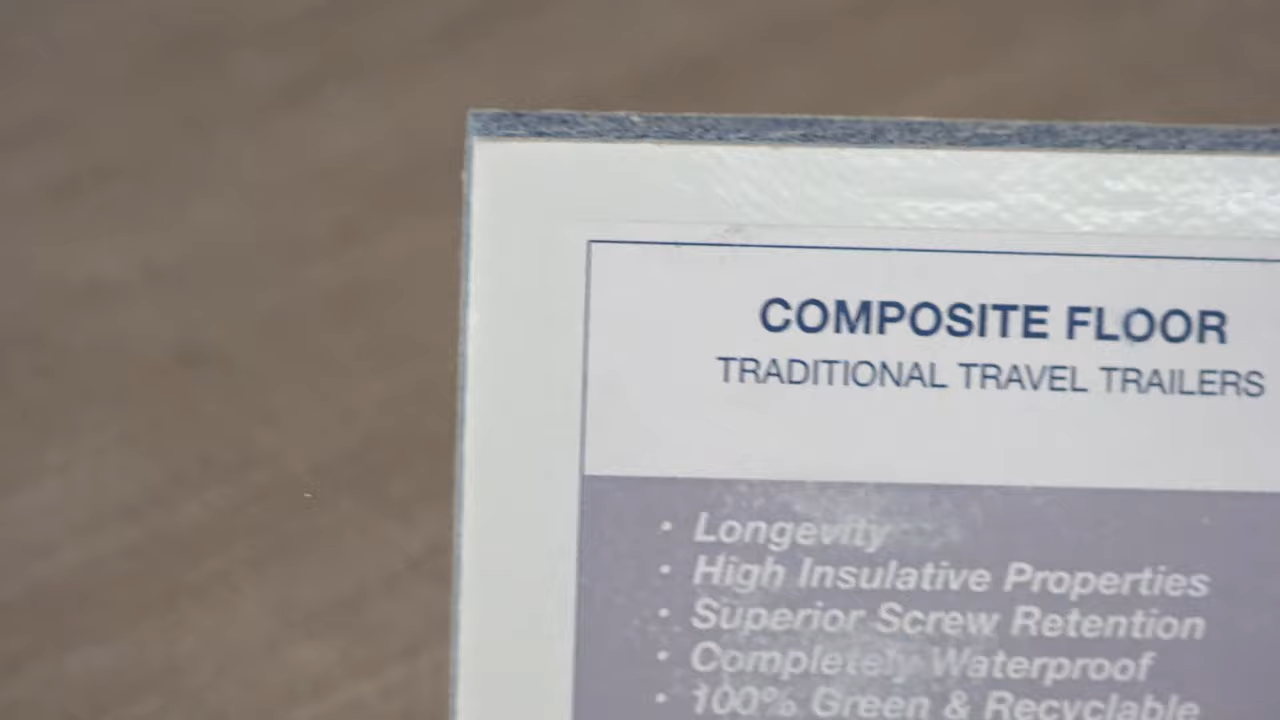 COMPOSITE FLOOR
TRADITIONAL TRAVEL TRAILERS
• Longevity
• High Insulative Properties
• Superior Screw Retention
• Completely Waterproof
• 100% Green & Recyclable